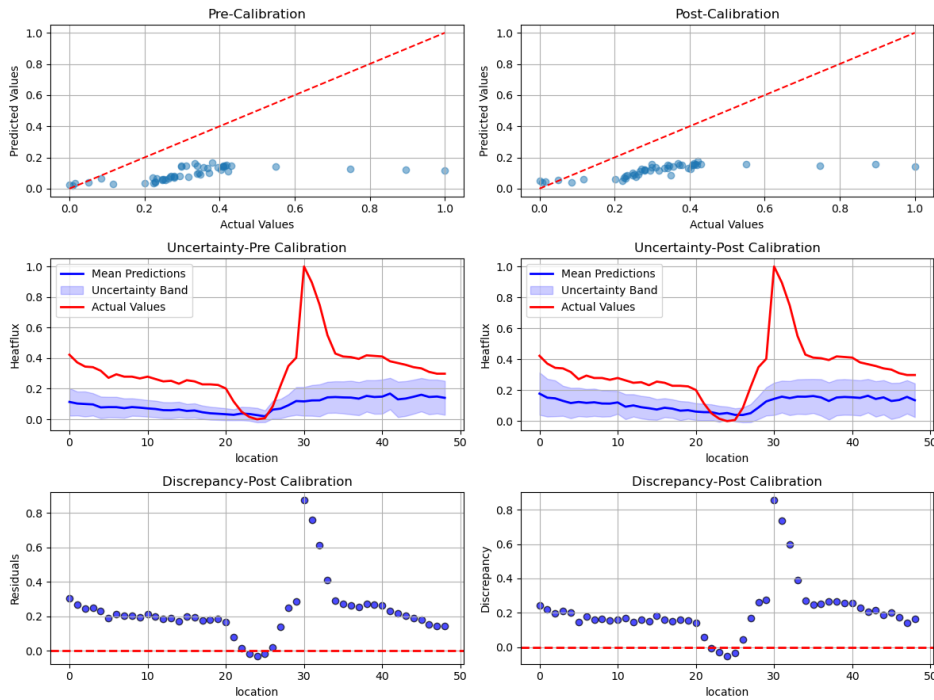 Pre-Calibration
1.0
0.8
0.6
0.4
0.2
0.0
Predicted Values
0.0 0.2 0.4 0.6 0.8 1.0
Actual Values
Post-Calibration
1.0
0.8
0.6
0.4
0.2
0.0
Predicted Values
0.0 0.2 0.4 0.6 0.8 1.0
Actual Values
Uncertainty-Pre Calibration
1.0
0.8
0.6
0.4
0.2
0.0
Heatflux
Mean Predictions
Uncertainty Band
Actual Values
0 10 20 30 40 50
location
Uncertainty-Post Calibration
1.0
0.8
0.6
0.4
0.2
0.0
Heatflux
Mean Predictions
Uncertainty Band
Actual Values
0 10 20 30 40 50
location
Discrepancy-Post Calibration
0.8
0.6
0.4
0.2
0.0
Residuals
0 10 20 30 40 50
location
Discrepancy-Post Calibration
0.8
0.6
0.4
0.2
0.0
Discrepancy
0 10 20 30 40 50
location